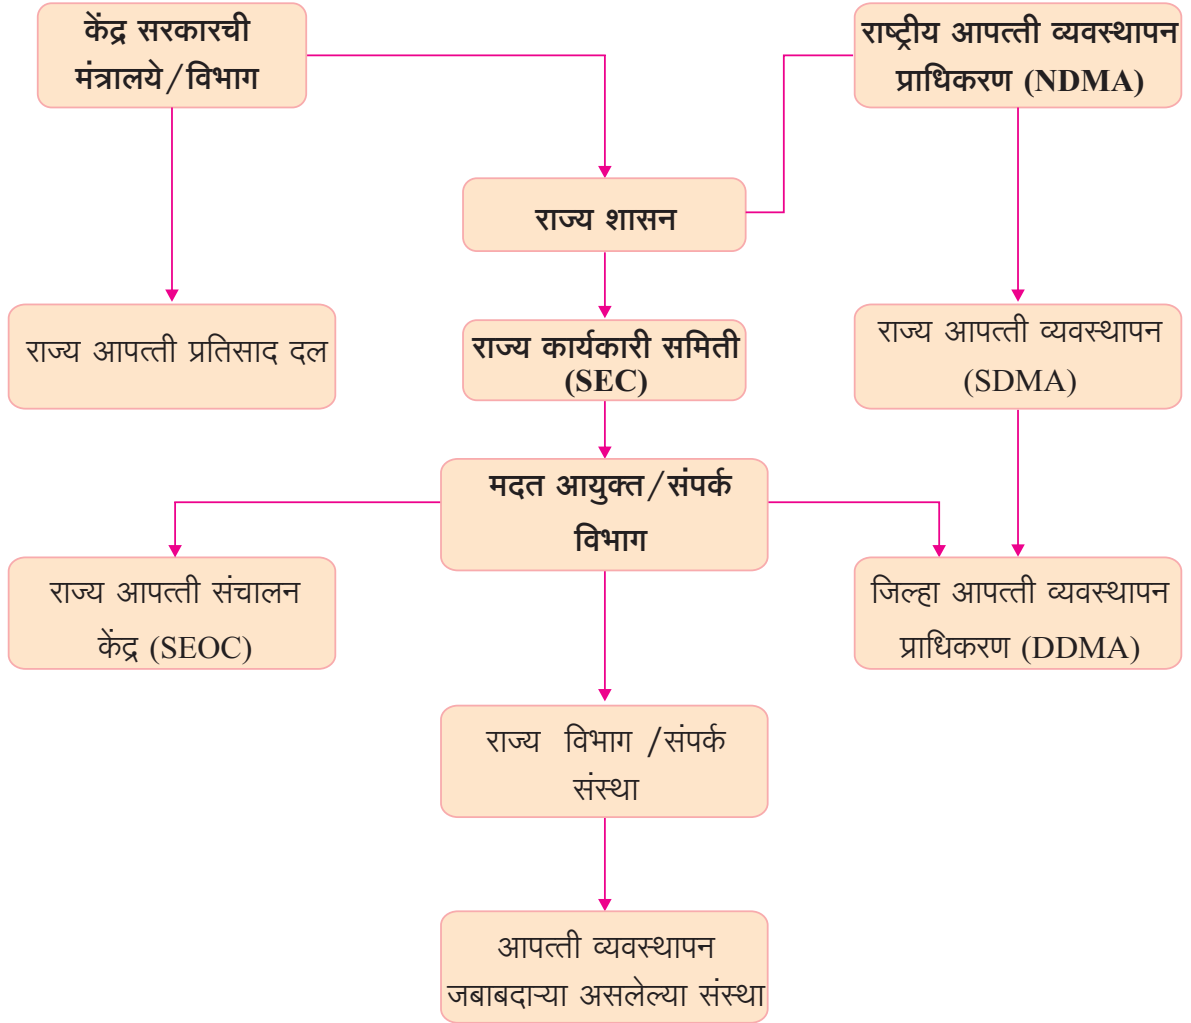 केंद्र सरकारची
मंत्रालये/विभाग
राष्ट्रीय आपत्ती व्यवस्थापन
प्राधिकरण (NDMA)
राज्य शासन
राज्य आपत्ती प्रतिसाद दल
राज्य कार्यकारी समिती
(SEC)
राज्य आपत्ती व्यवस्थापन
(SDMA)
मदत आयुक्त/संपर्क
विभाग
राज्य आपत्ती संचालन
केंद्र (SEOC)
जिल्हा आपत्ती व्यवस्थापन
प्राधिकरण (DDMA)
राज्य विभाग /संपर्क
संस्था
आपत्ती व्यवस्थापन
जबाबदाऱ्या असलेल्या संस्था